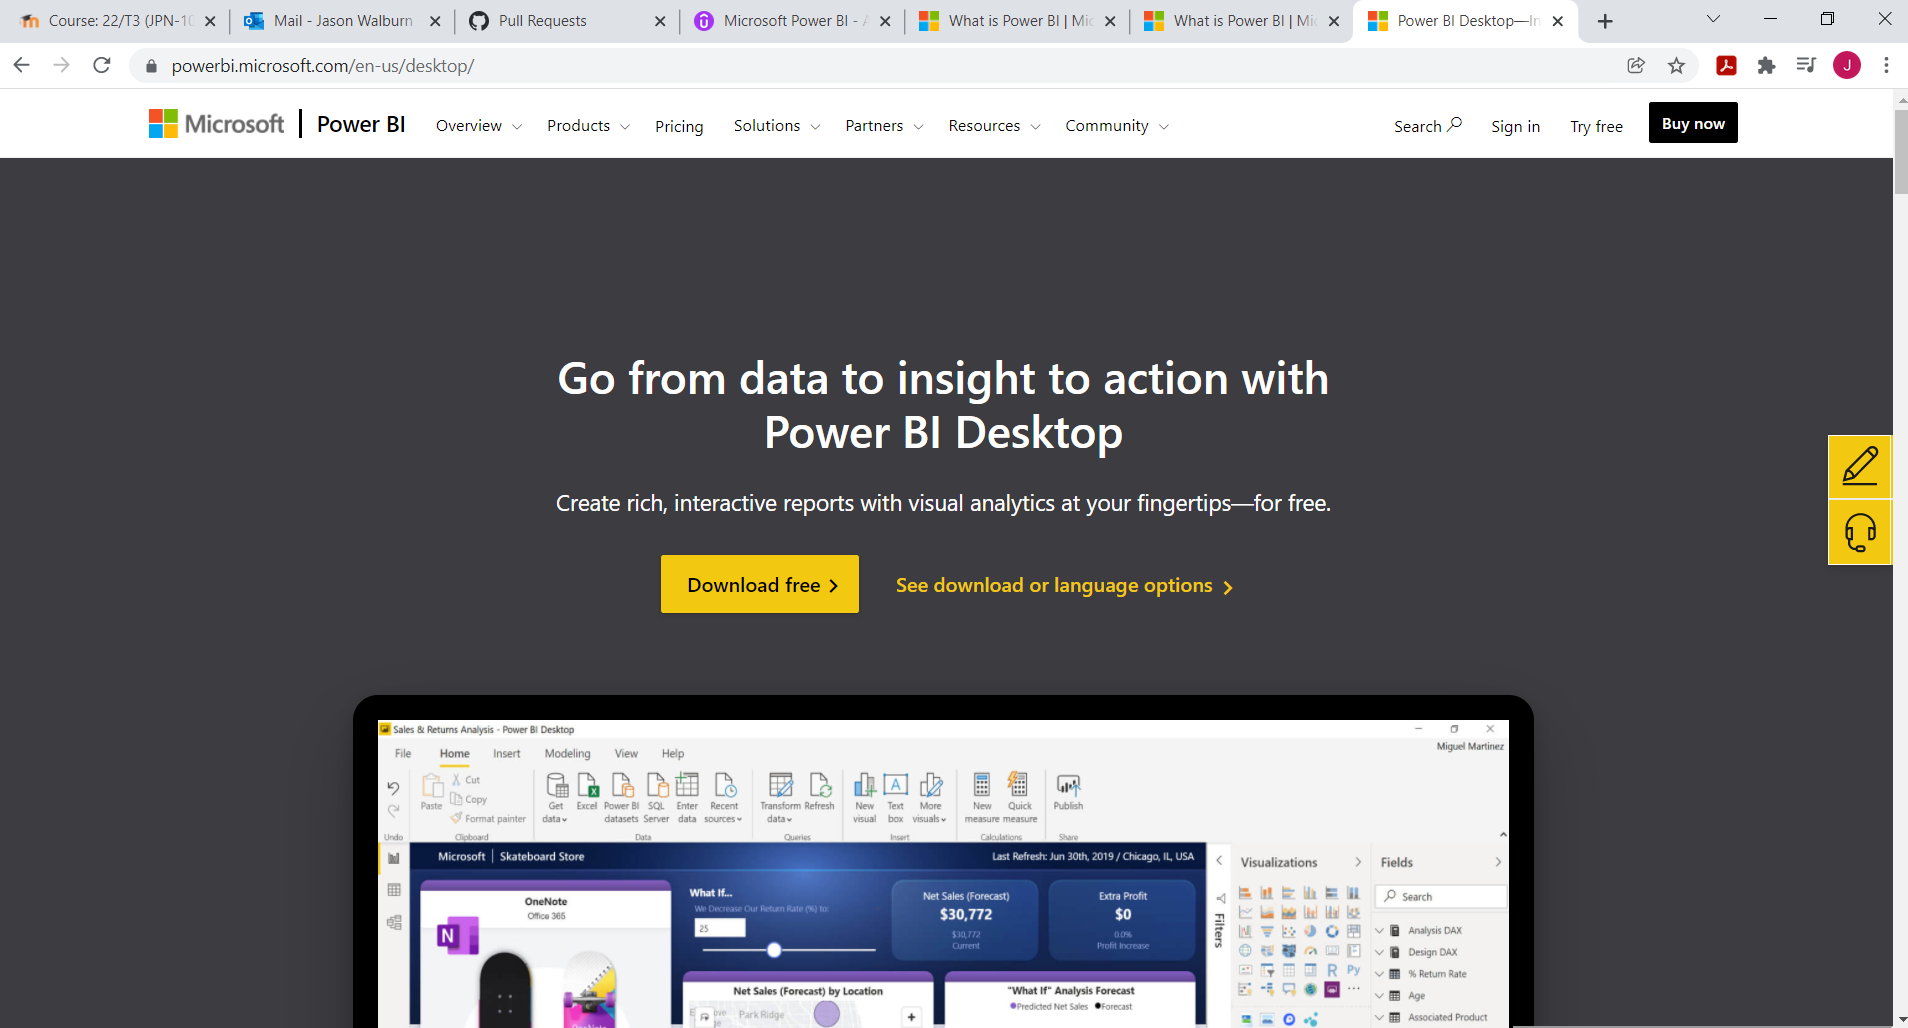 Course: 22/T3 (JPN-10
Mail - Jason Walburn
Pull Requests
Microsoft Power BI - A
What is Power BI | Mic
What is Power BI | Mic
Power BI Desktop—In
powerbi.microsoft.com/en-us/desktop/
J
Microsoft
Power BI
Overview
Products
Pricing
Solutions
Partners
Resources
Community
Search
Sign in
Try free
Buy now
Go from data to insight to action with
Power BI Desktop
Create rich, interactive reports with visual analytics at your fingertips—for free.
Download free
See download or language options
Sales & Returns Analysis - Power BI Desktop
Miguel Martinez
File
Home
Insert
Modeling
View
Help
Undo
Paste
Cut
Copy
Format painter
Clipboard
Get
data
Excel
Power BI
datasets
SQL
Server
Enter
data
Recent
sources
Data
Transform
data
Refresh
Queries
New
visual
Text
box
More
visuals
Insert
New
measure
Quick
measure
Calculations
Publish
Share
Microsoft
Skateboard Store
Last Refresh: Jun 30th, 2019 / Chicago, IL, USA
OneNote
Office 365
N
What If...
We Decrease Our Return Rate (%) to:
25
Net Sales (Forecast)
$30,772
$30,772
Current
Extra Profit
$0
0.0%
Profit Increase
Net Sales (Forecast) by Location
Park Ridge
"What If" Analysis Forecast
Predicted Net Sales
Forecast
Filters
Visualizations
R
Py
Fields
Search
Analysis DAX
Design DAX
% Return Rate
Age
Associated Product